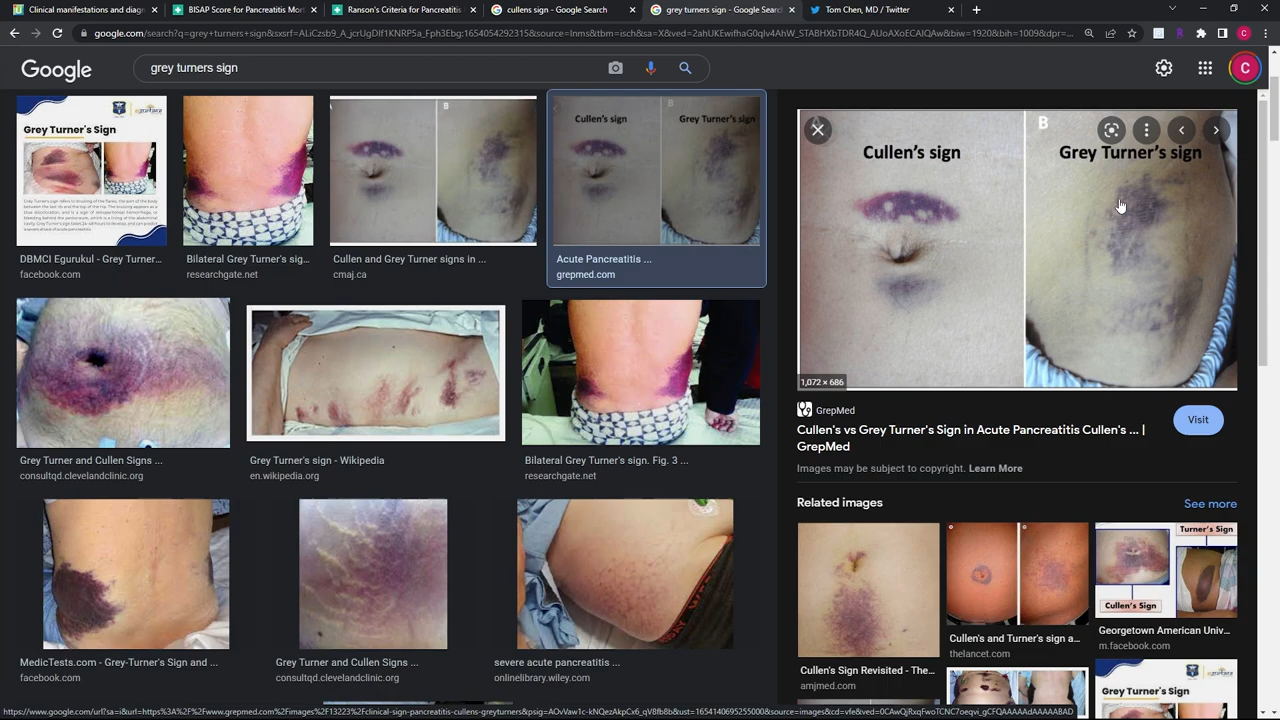 Clinical manifestations and diagn
BISAP Score for Pancreatitis Mor
Ranson's Criteria for Pancreatitis
cullens sign - Google Search
grey turners sign - Google Sear
Tom Chen, MD / Twitter
google.com/search?q=grey+turners+sign&
C
Google
grey turners sign
C
Grey Turner's Sign
Cullen's sign
Grey Turner's sign
B
Cullen's sign
Grey Turner's sign
DBMCI Egurukul - Grey Turner...
Bilateral Grey Turner's sig...
Cullen and Grey Turner signs in ...
Acute Pancreatitis ...
facebook.com
researchgate.net
cmaj.ca
grepmed.com
1,072 × 686
GrepMed
Visit
Cullen's vs Grey Turner's Sign in Acute Pancreatitis Cullen's ... |
GrepMed
Images may be subject to copyright. Learn More
Grey Turner and Cullen Signs ...
Grey Turner's sign - Wikipedia
Bilateral Grey Turner's sign. Fig. 3 ...
consultqd.clevelandclinic.org
en.wikipedia.org
researchgate.net
Related images
See more
Turner's Sign
Cullen's Sign
Cullen's and Turner's sign a...
thelancet.com
Georgetown American Univ...
m.facebook.com
Cullen's Sign Revisited - The...
amjmed.com
MedicTests.com - Grey-Turner's Sign and ...
Grey Turner and Cullen Signs ...
severe acute pancreatitis ...
facebook.com
consultqd.clevelandclinic.org
onlinelibrary.wiley.com
Grey Turner's Sign